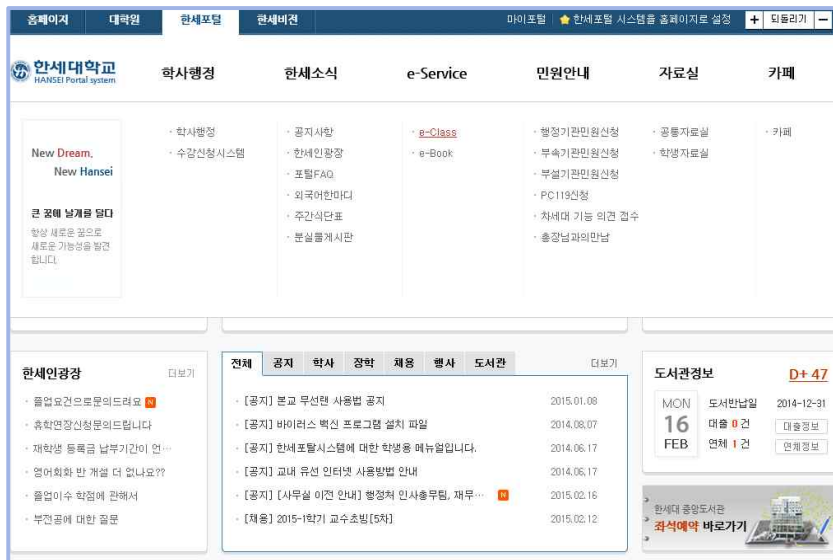 홈페이지 대학원 한세포털 한세비전 마이포털 한세포털 시스템을 홈페이지로 설정 + 되돌리기 −
한세대학교
HANSEI Portal system
학사행정 한세소식 e-Service 민원안내 자료실 카페
New Dream,
New Hansei
큰 꿈에 날개를 달다
항상 새로운 꿈으로
새로운 가능성을 발견
합니다.
· 학사행정
· 수강신청시스템
· 공지사항
· 한세인광장
· 포털FAQ
· 외국어한마디
· 주간식단표
· 분실물게시판
· e-Class
· e-Book
· 행정기관민원신청
· 부속기관민원신청
· 부설기관민원신청
· PC119신청
· 차세대 기능 의견 접수
· 총장님과의만남
· 공통자료실
· 학생자료실
· 카페
한세인광장 더보기
· 졸업요건으로문의드려요 N
· 휴학연장신청문의드립니다
· 재학생 등록금 납부기간이 언…
· 영어회화 반 개설 더 없나요??
· 졸업이수 학점에 관해서
· 부전공에 대한 질문
전체 공지 학사 장학 채용 행사 도서관 더보기
· [공지] 본교 무선랜 사용법 공지 2015.01.08
· [공지] 바이러스 백신 프로그램 설치 파일 2014.08.07
· [공지] 한세포탈시스템에 대한 학생용 메뉴얼입니다. 2014.06.17
· [공지] 교내 유선 인터넷 사용방법 안내 2014.06.17
· [공지] [사무실 이전 안내] 행정처 인사총무팀, 재무… N 2015.02.16
· [채용] 2015-1학기 교수초빙[5차] 2015.02.12
도서관정보 D+ 47
MON
16
FEB
도서반납일 2014-12-31
대출 0 건 대출정보
연체 1 건 연체정보
한세대 중앙도서관
좌석예약 바로가기